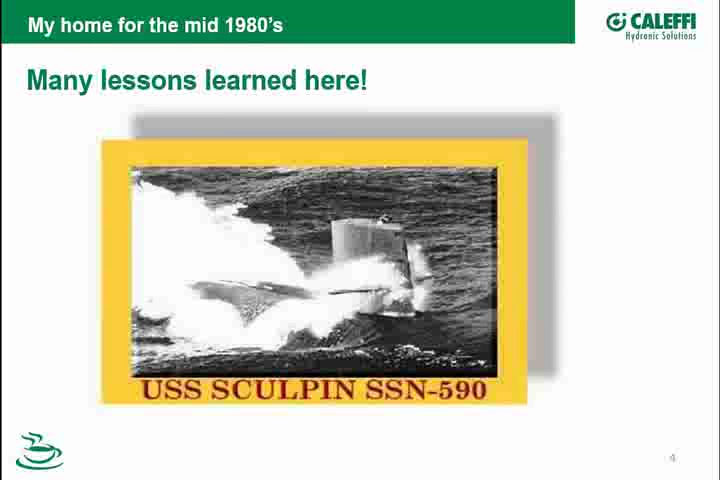 My home for the mid 1980's
CALEFFI
Hydronic Solutions
Many lessons learned here!
USS SCULPIN SSN-590
4